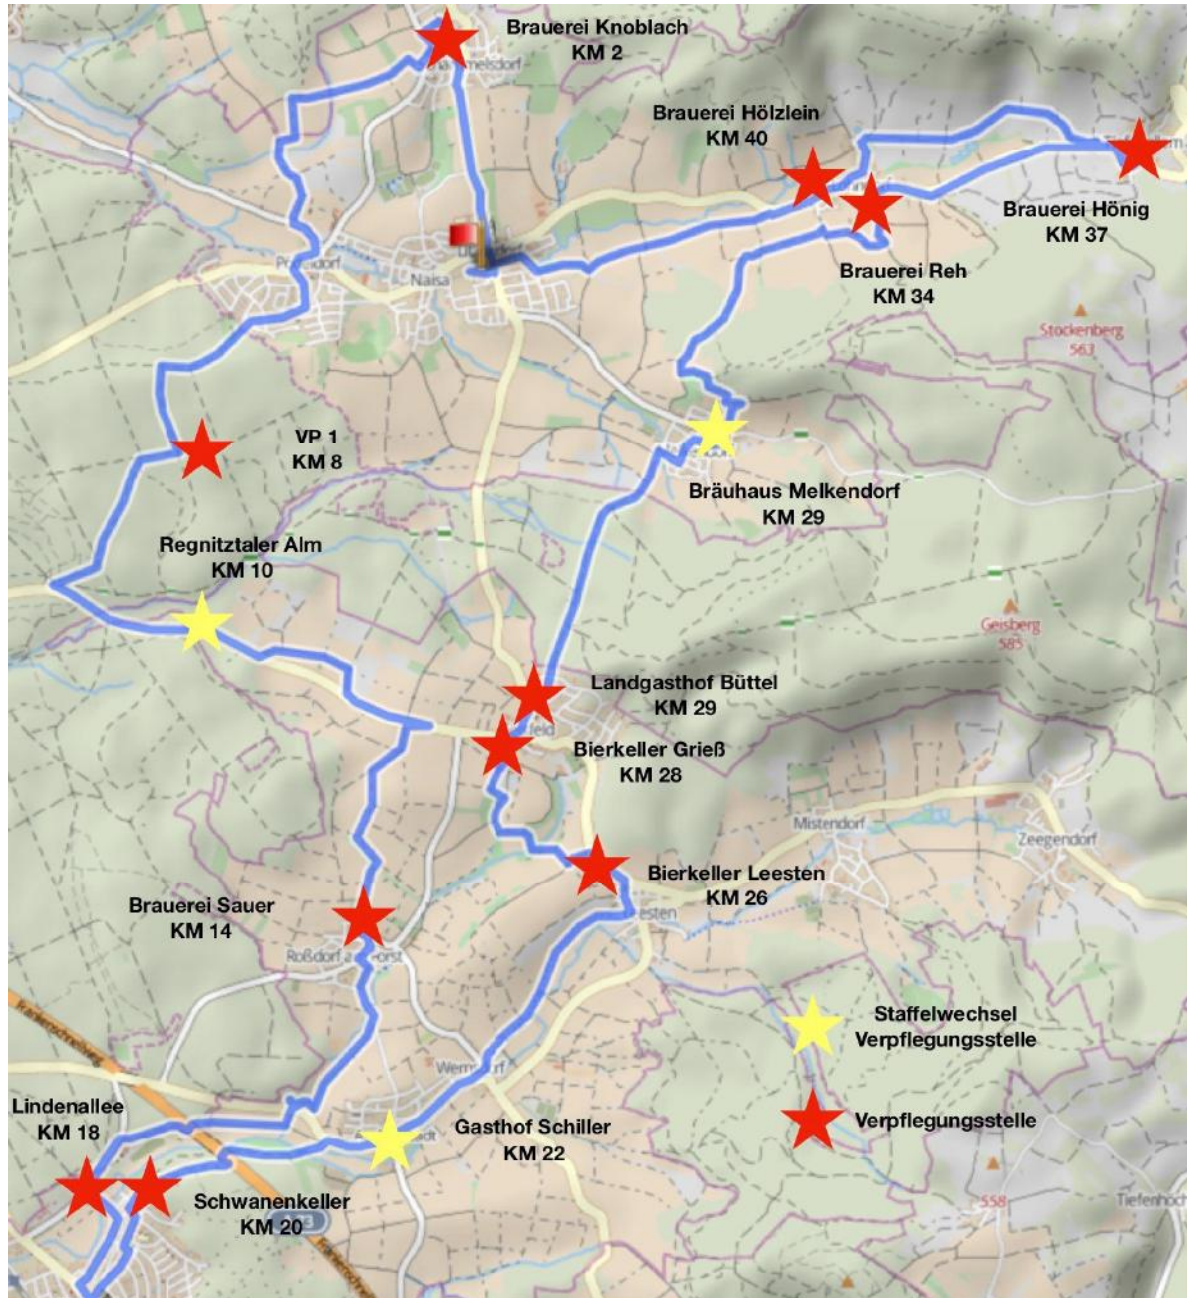 Brauerei Knoblach
KM 2
Brauerei Hölzlein
KM 40
Brauerei Hönig
KM 37
Brauerei Reh
KM 34
Naisa
Stockenberg
563
VP 1
KM 8
Bräuhaus Melkendorf
KM 29
Regnitztaler Alm
KM 10
Geisberg
585
Landgasthof Büttel
KM 29
Bierkeller Grieß
KM 28
Mistendorf
Zeegendorf
Bierkeller Leesten
KM 26
Brauerei Sauer
KM 14
Staffelwechsel
Verpflegungsstelle
Lindenallee
KM 18
Gasthof Schiller
KM 22
Verpflegungsstelle
Schwanenkeller
KM 20
558
Tiefenhöch